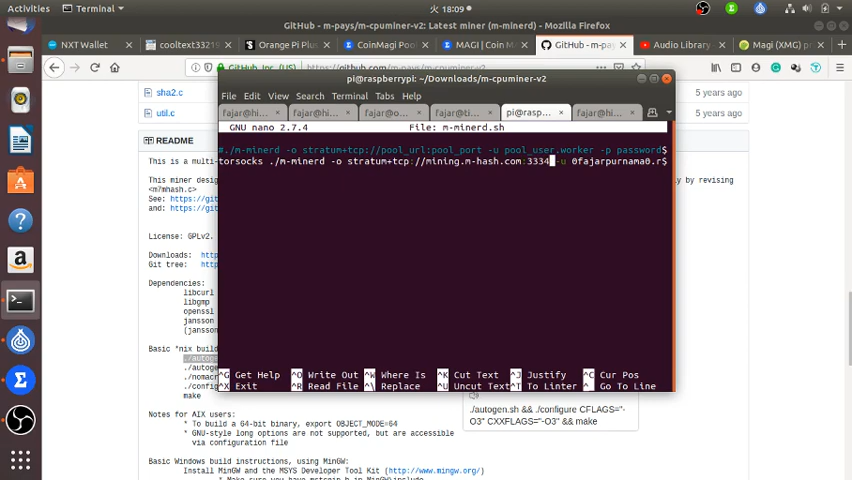 Activities
Terminal
火 18:09
GitHub - m-pays/m-cpuminer-v2: Latest miner (m-minerd) - Mozilla Firefox
NXT Wallet
cooltext33219
Orange Pi Plus
CoinMagi Poo
MAGI | Coin M
GitHub - m-pa
Audio Library
Magi (XMG) p
GitHub, Inc. (US)
sha2.c
5 years ago
util.c
5 years ago
README
This is a multi-
<m7mhash.c>
See: https://g
and: https://g
License: GPLv2.
Downloads: http
Git tree: http
Dependencies:
libcurl
libgmp
openssl
jansson
(jansson
Basic *nix build
./autoge
./autoge
./nomacr
./config
make
by revising
pi@raspberrypi: ~/Downloads/m-cpuminer-v2
File Edit View Search Terminal Tabs Help
fajar@hi...
fajar@hi...
fajar@o...
fajar@ti...
pi@rasp...
fajar@hi...
GNU nano 2.7.4 File: m-minerd.sh
#./m-minerd -o stratum+tcp://pool_url:pool_port -u pool_user.worker -p password$
torsocks ./m-minerd -o stratum+tcp://mining.m-hash.com:3334 -u 0fajarpurnama0.r$
^G Get Help ^O Write Out ^W Where Is ^K Cut Text ^J Justify ^C Cur Pos
^X Exit ^R Read File ^\ Replace ^U Uncut Text ^T To Linter ^_ Go To Line
./autogen.sh && ./configure CFLAGS="-
O3" CXXFLAGS="-O3" && make
Notes for AIX users:
* To build a 64-bit binary, export OBJECT_MODE=64
* GNU-style long options are not supported, but are accessible
via configuration file
Basic Windows build instructions, using MinGW:
Install MinGW and the MSYS Developer Tool Kit (http://www.mingw.org/)